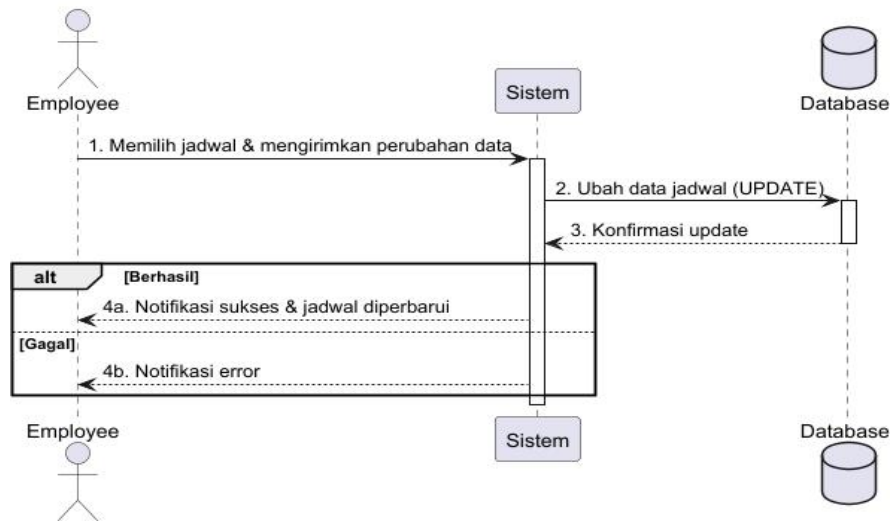 Employee
Sistem
Database
1. Memilih jadwal & mengirimkan perubahan data
2. Ubah data jadwal (UPDATE)
3. Konfirmasi update
alt
[Berhasil]
4a. Notifikasi sukses & jadwal diperbarui
[Gagal]
4b. Notifikasi error
Employee
Sistem
Database